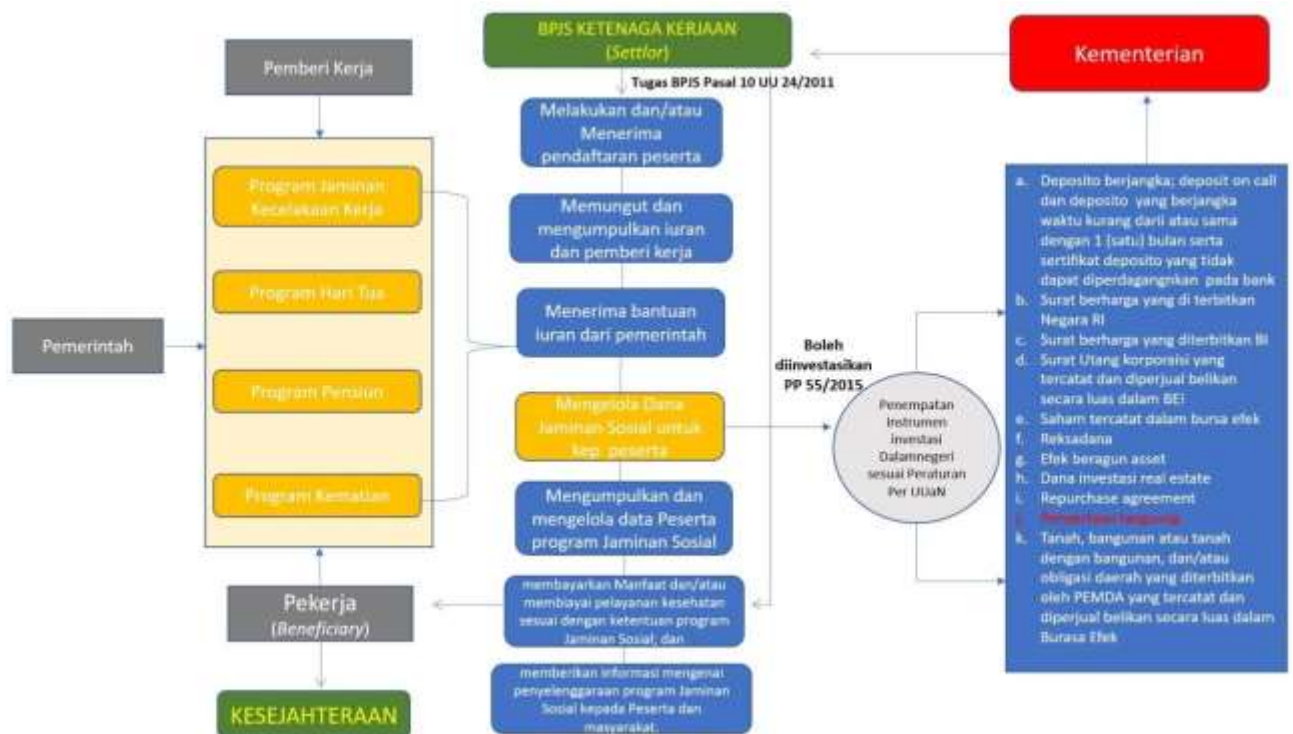 BPJS KETENAGA KERJAAN
(Settlor)
Kementerian
Pemberi Kerja
Tugas BPJS Pasal 10 UU 24/2011
Melakukan dan/atau
Menerima
pendaftaran peserta
Program Jaminan
Kecelakaan Kerja
Memungut dan
mengumpulkan iuran
dan pemberi kerja
Program Hari Tua
Menerima bantuan
iuran dari pemerintah
Pemerintah
Program Pensiun
Mengelola Dana
Jaminan Sosial untuk
kep. peserta
Boleh
diinvestasikan
PP 55/2015
Penempatan
Instrumen
investasi
Dalamnegeri
sesuai Peraturan
Per UUaN
Program Kematian
Mengumpulkan dan
mengelola data Peserta
program Jaminan Sosial
Pekerja
(Beneficiary)
membayarkan Manfaat dan/atau
membiayai pelayanan kesehatan
sesuai dengan ketentuan program
Jaminan Sosial; dan
KESEJAHTERAAN
memberikan informasi mengenai
penyelenggaraan program Jaminan
Sosial kepada Peserta dan
masyarakat.
a. Deposito berjangka; deposit on call
dan deposito yang berjangka
waktu kurang darii atau sama
dengan 1 (satu) bulan serta
sertifikat deposito yang tidak
dapat diperdagangnkan pada bank
b. Surat berharga yang di terbitkan
Negara RI
c. Surat berharga yang diterbitkan BI
d. Surat Utang korporaisi yang
tercatat dan diperjual belikan
secara luas dalam BEI
e. Saham tercatat dalam bursa efek
f. Reksadana
g. Efek beragun asset
h. Dana investasi real estate
i. Repurchase agreement
j. Penyertaan langsung
k. Tanah, bangunan atau tanah
dengan bangunan, dan/atau
obligasi daerah yang diterbitkan
oleh PEMDA yang tercatat dan
diperjual belikan secara luas dalam
Burasa Efek